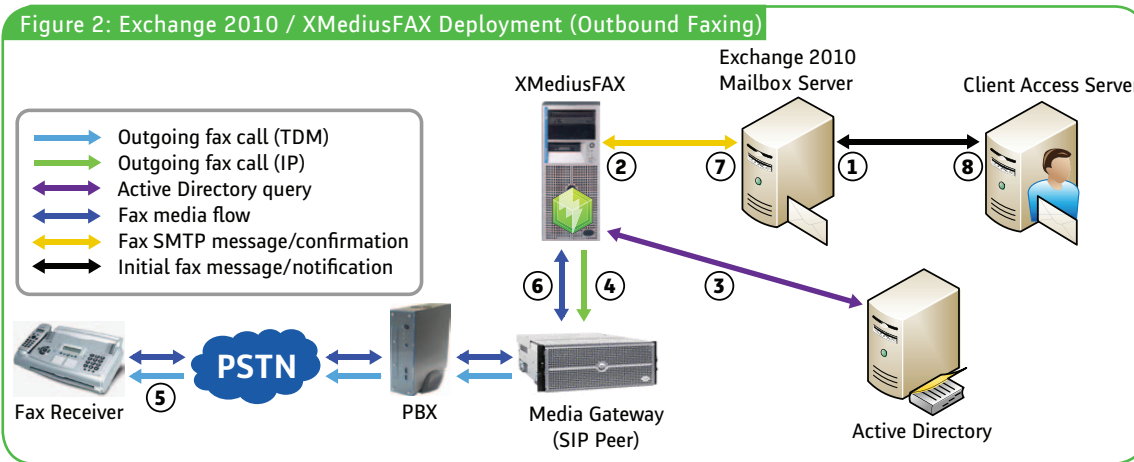 Figure 2: Exchange 2010 / XMediusFAX Deployment (Outbound Faxing)
Outgoing fax call (TDM)
Outgoing fax call (IP)
Active Directory query
Fax media flow
Fax SMTP message/confirmation
Initial fax message/notification
XMediusFAX
Exchange 2010
Mailbox Server
Client Access Server
2
7
1
8
6
4
3
5
PSTN
Fax Receiver
PBX
Media Gateway
(SIP Peer)
Active Directory